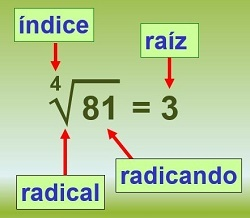 índice
raíz
⁴√81 = 3
radicando
radical